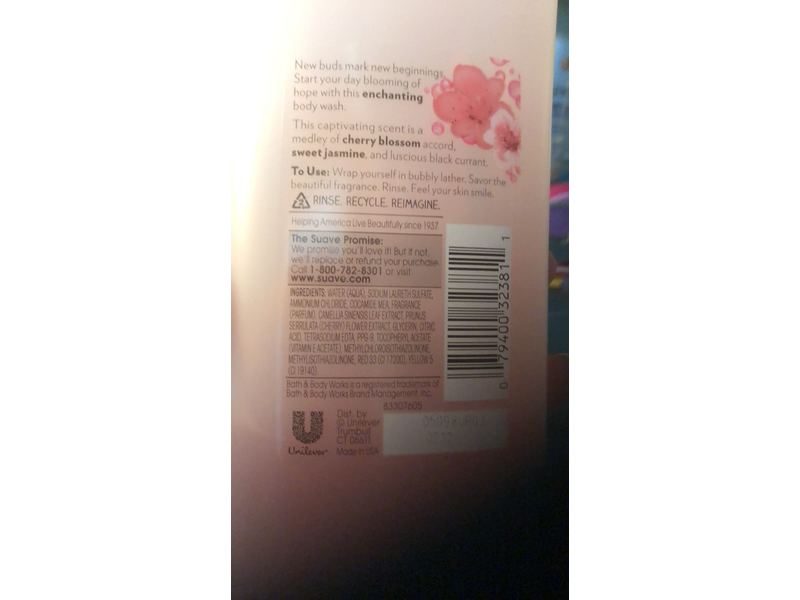 New buds mark new beginnings.
Start your day blooming of
hope with this enchanting
body wash.
This captivating scent is a
medley of cherry blossom accord,
sweet jasmine, and luscious black currant.
To Use: Wrap yourself in bubbly lather. Savor the
beautiful fragrance. Rinse. Feel your skin smile.
RINSE. RECYCLE. REIMAGINE.
Helping America Live Beautifully since 1937
The Suave Promise:
We promise you'll love it! But if not,
we'll replace or refund your purchase.
Call 1-800-782-8301 or visit
www.suave.com
INGREDIENTS: WATER (AQUA), SODIUM LAURETH SULFATE,
AMMONIUM CHLORIDE, COCAMIDE MEA, FRAGRANCE
(PARFUM), CAMELLIA SINENSIS LEAF EXTRACT, PRUNUS
SERRULATA (CHERRY) FLOWER EXTRACT, GLYCERIN, CITRIC
ACID, TETRASODIUM EDTA, PPG-9, TOCOPHERYL ACETATE
(VITAMIN E ACETATE), METHYLCHLOROISOTHIAZOLINONE,
METHYLISOTHIAZOLINONE, RED 33 (CI 17200), YELLOW 5
(CI 19140).
Bath & Body Works is a registered trademark of
Bath & Body Works Brand Management, Inc.
83307605
Dist. by
© Unilever
Trumbull
CT 06611
Made in USA
Unilever
0 79400 32381 1